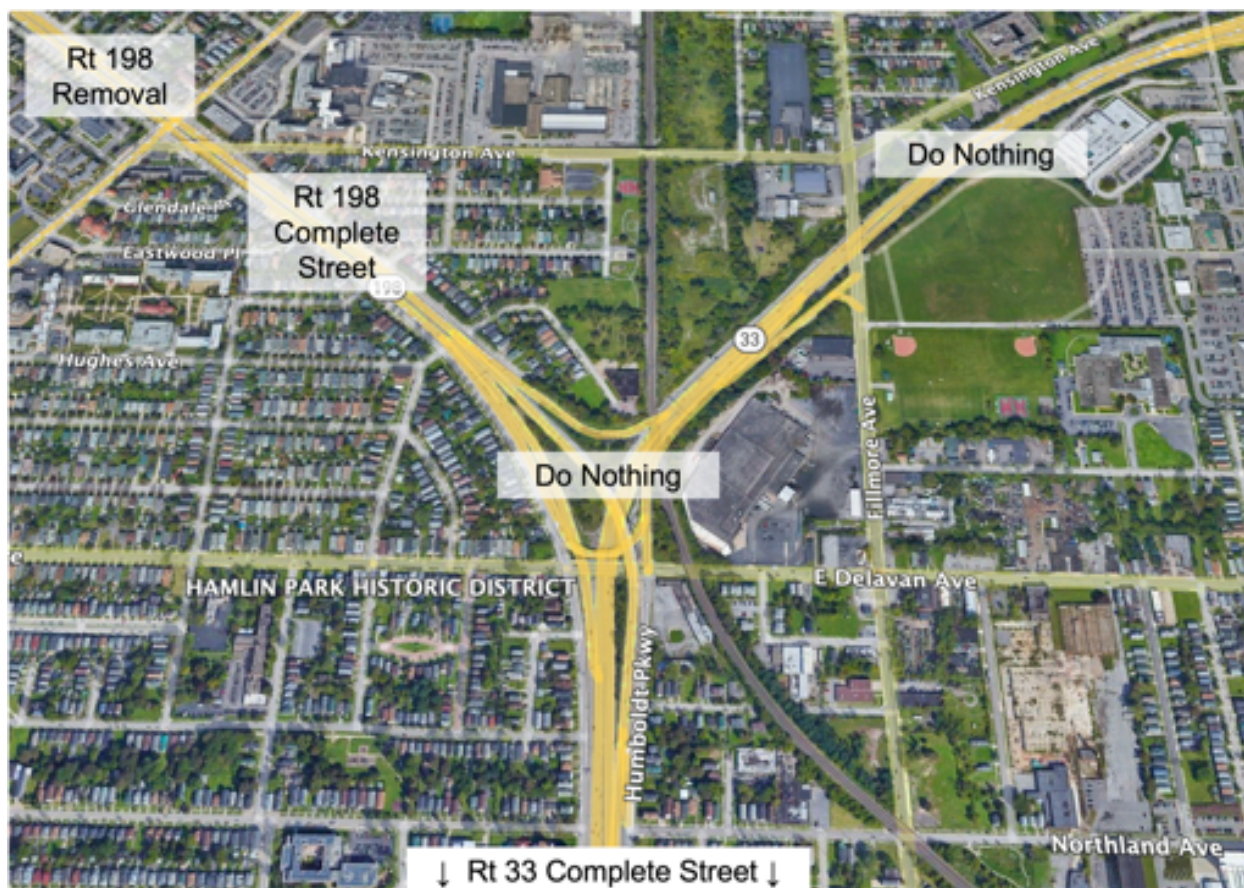 Rt 198
Removal
Kensington Ave
Kensington Ave
Do Nothing
Rt 198
Complete
Street
Glendale Pl
Eastwood Pl
198
33
Hughes Ave
Fillmore Ave
Do Nothing
e
E Delavan Ave
HAMLIN PARK HISTORIC DISTRICT
Humboldt Pkwy
Northland Ave
↓ Rt 33 Complete Street ↓